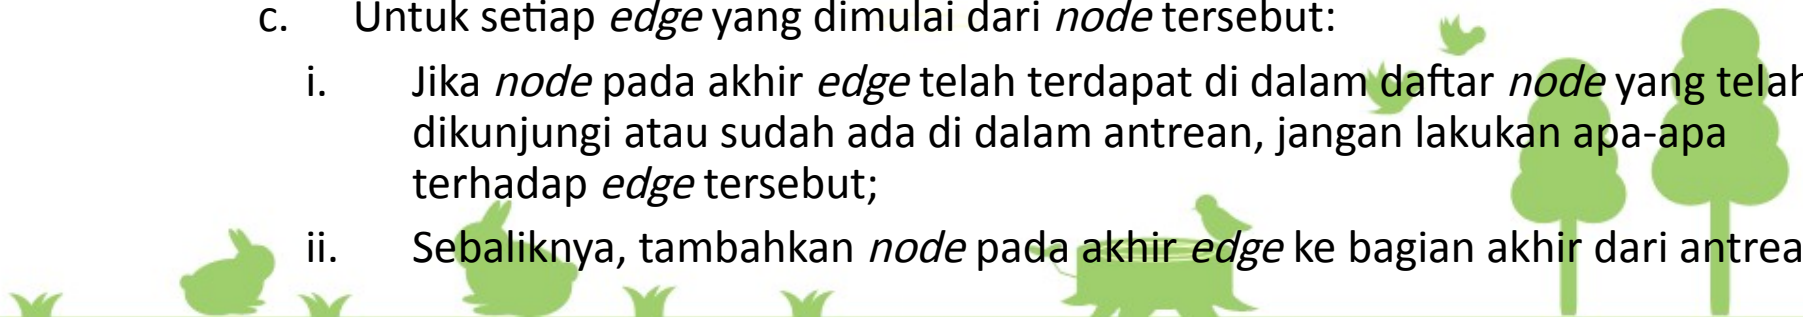 c. Untuk setiap edge yang dimulai dari node tersebut:
i. Jika node pada akhir edge telah terdapat di dalam daftar node yang telah
dikunjungi atau sudah ada di dalam antrean, jangan lakukan apa-apa
terhadap edge tersebut;
ii. Sebaliknya, tambahkan node pada akhir edge ke bagian akhir dari antrea